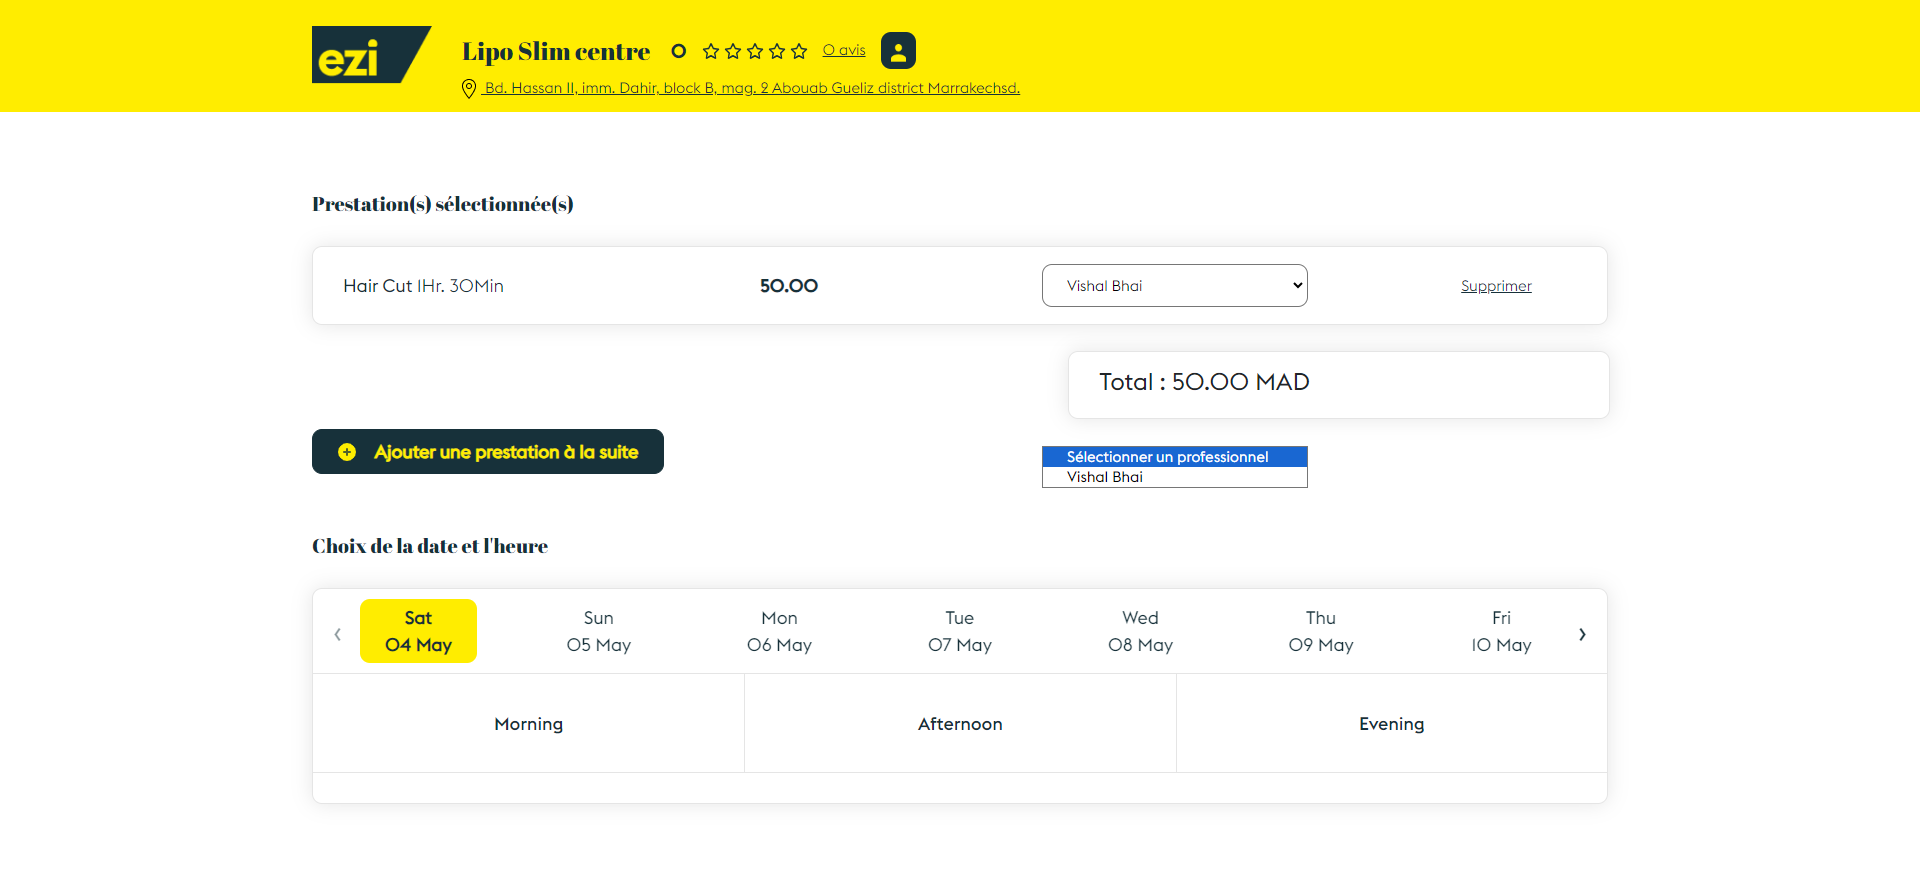 ezi
Lipo Slim centre 0 0 avis
Bd. Hassan II, imm. Dahir, block B, mag. 2 Abouab Gueliz district Marrakechsd.
Prestation(s) sélectionnée(s)
Hair Cut 1Hr. 30Min 50.00 Vishal Bhai Supprimer
Total : 50.00 MAD
Ajouter une prestation à la suite
Sélectionner un professionnel
Vishal Bhai
Choix de la date et l'heure
Sat Sun Mon Tue Wed Thu Fri
04 May 05 May 06 May 07 May 08 May 09 May 10 May
Morning Afternoon Evening